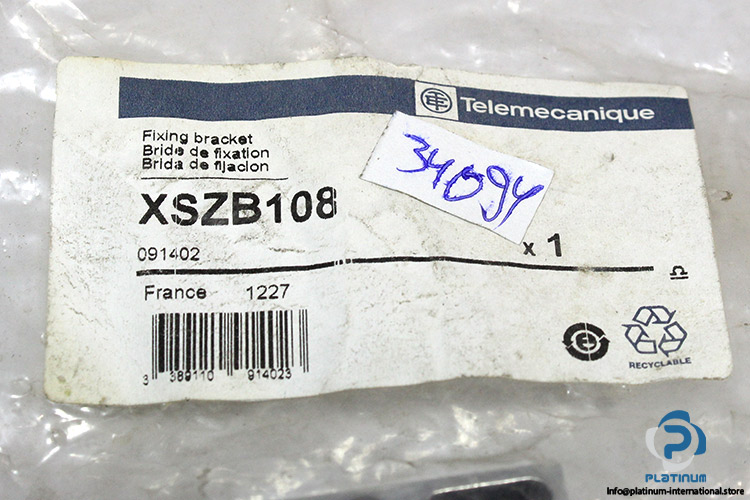 Telemecanique
Fixing bracket
Bride de fixation
Brida de fijacion
34094
XSZB108
091402
x 1
France 1227
3 389110 914023
RECYCLABLE
PLATINUM
Info@platinum-international.store